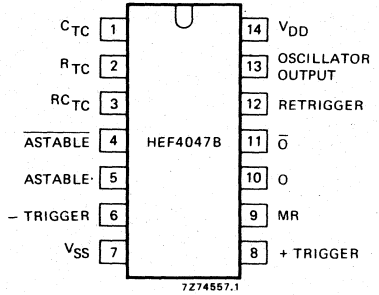 CTC 1 14 VDD
RTC 2 13 OSCILLATOR OUTPUT
RCTC 3 12 RETRIGGER
A̅S̅T̅A̅B̅L̅E̅ 4 HEF4047B 11 O̅
ASTABLE 5 10 O
– TRIGGER 6 9 MR
VSS 7 8 + TRIGGER
7Z74557.1